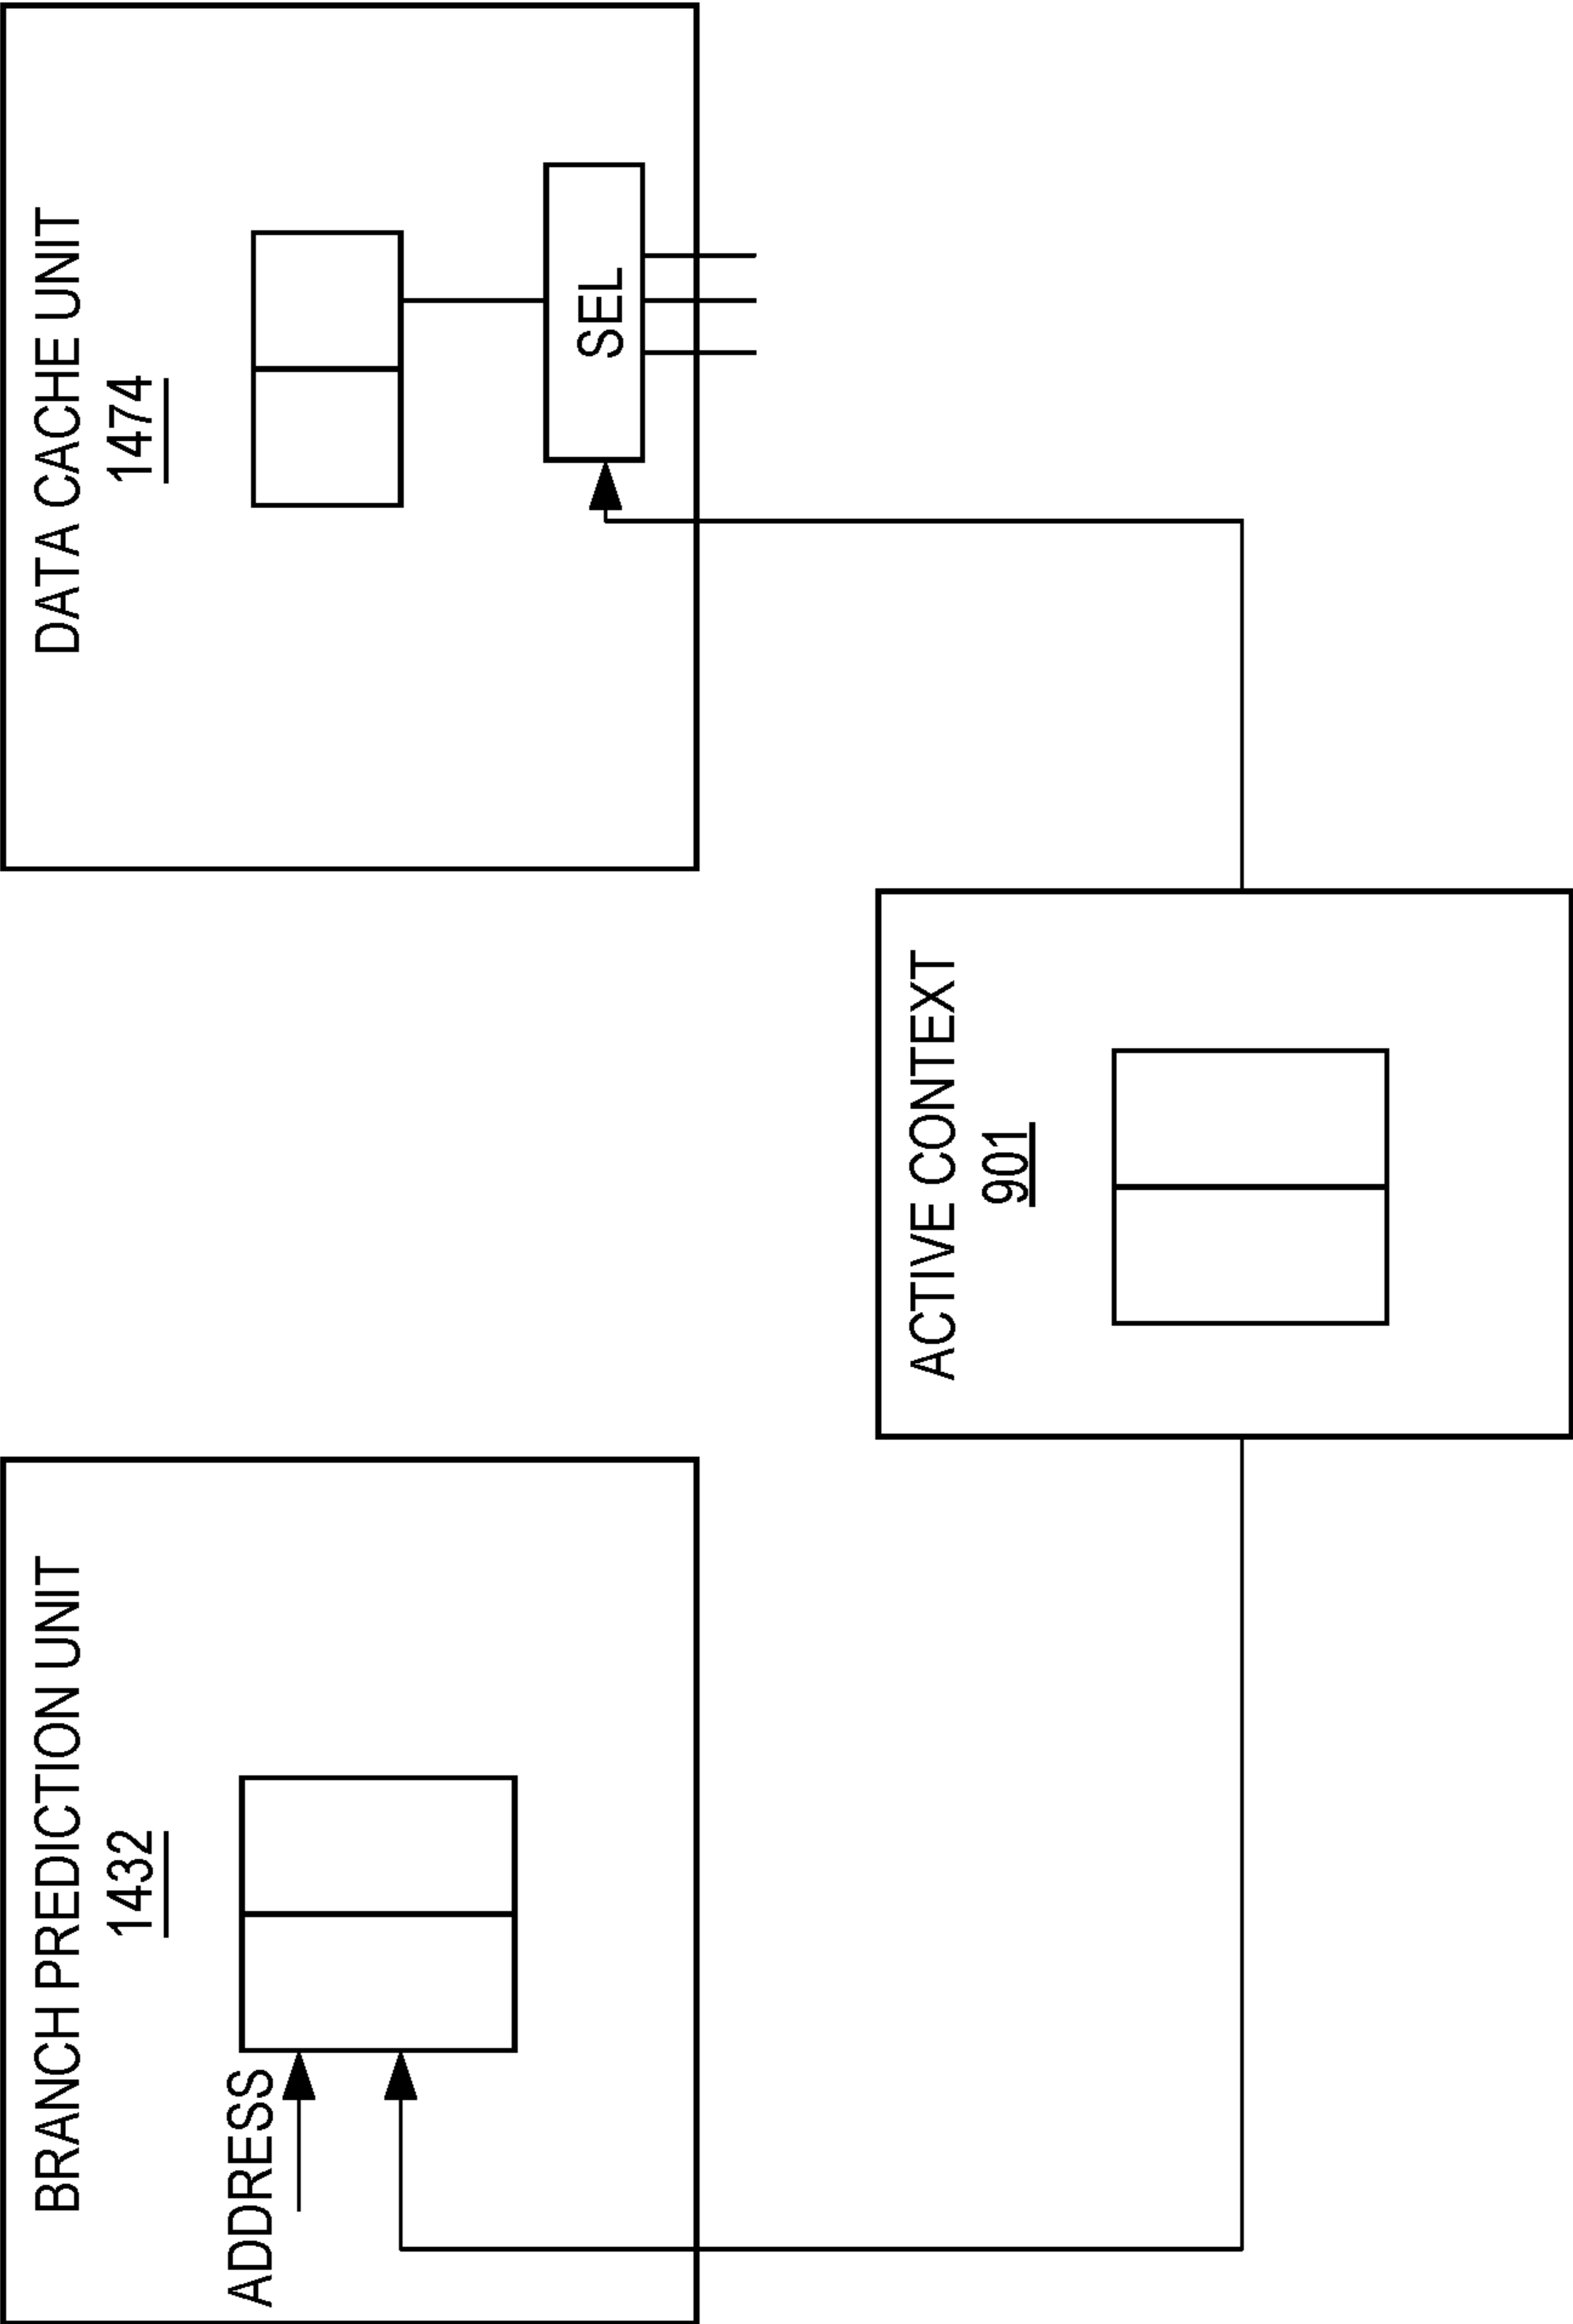 BRANCH PREDICTION UNIT
1432
ADDRESS
DATA CACHE UNIT
1474
SEL
ACTIVE CONTEXT
901